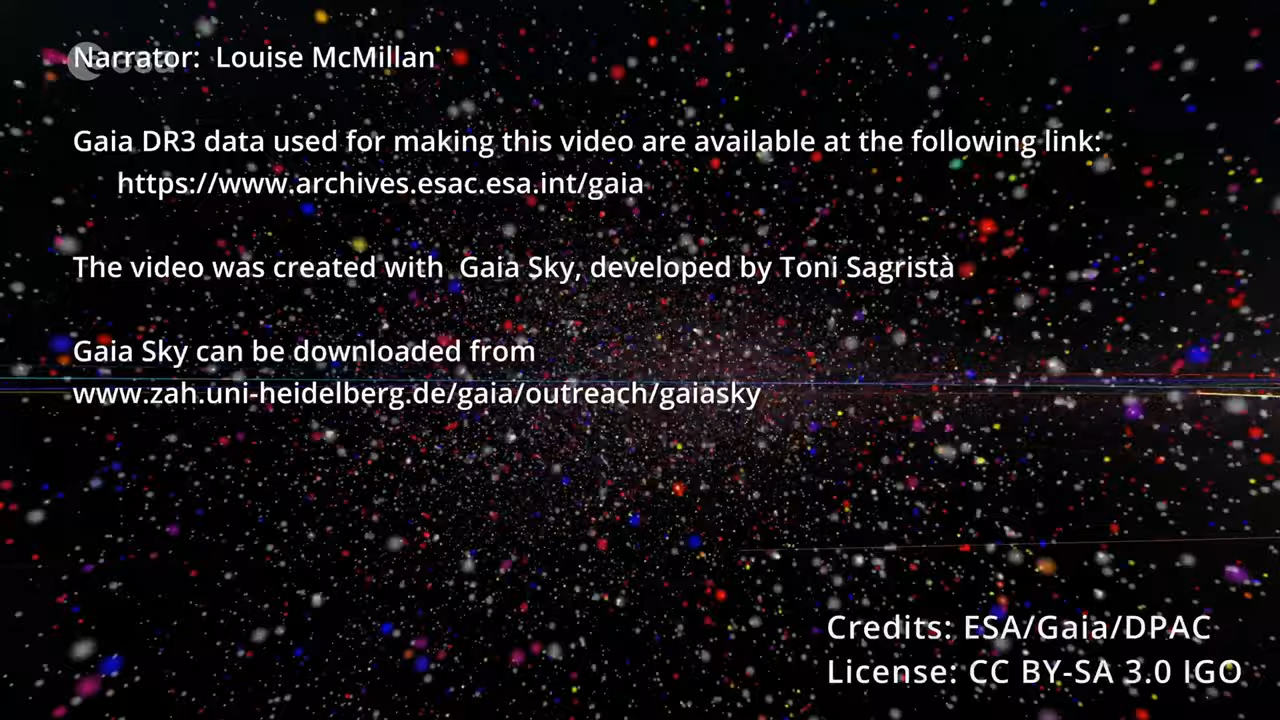 Narrator: Louise McMillan
esa
Gaia DR3 data used for making this video are available at the following link:
https://www.archives.esac.esa.int/gaia
The video was created with Gaia Sky, developed by Toni Sagristà
Gaia Sky can be downloaded from
www.zah.uni-heidelberg.de/gaia/outreach/gaiasky
Credits: ESA/Gaia/DPAC
License: CC BY-SA 3.0 IGO